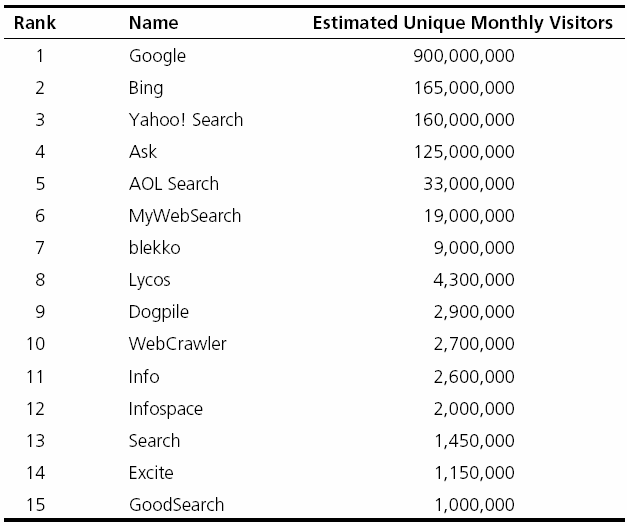 Rank Name Estimated Unique Monthly Visitors
1 Google 900,000,000
2 Bing 165,000,000
3 Yahoo! Search 160,000,000
4 Ask 125,000,000
5 AOL Search 33,000,000
6 MyWebSearch 19,000,000
7 blekko 9,000,000
8 Lycos 4,300,000
9 Dogpile 2,900,000
10 WebCrawler 2,700,000
11 Info 2,600,000
12 Infospace 2,000,000
13 Search 1,450,000
14 Excite 1,150,000
15 GoodSearch 1,000,000